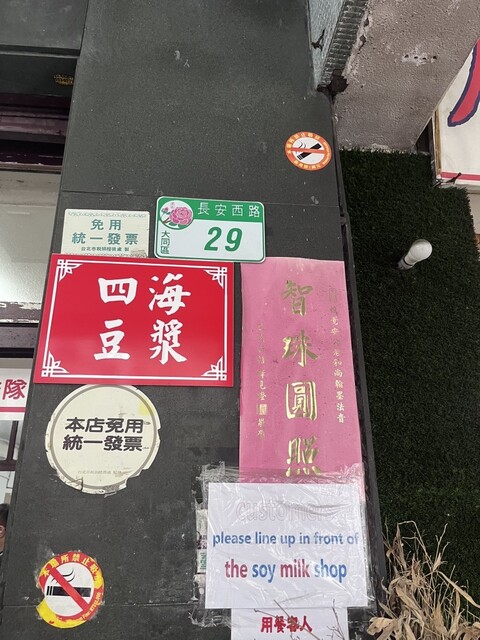 免用
統一發票
長安西路
大同區
29
四海
豆漿
智珠圓照
本店免用
統一發票
隊
please line up in front of
the soy milk shop
用餐客人